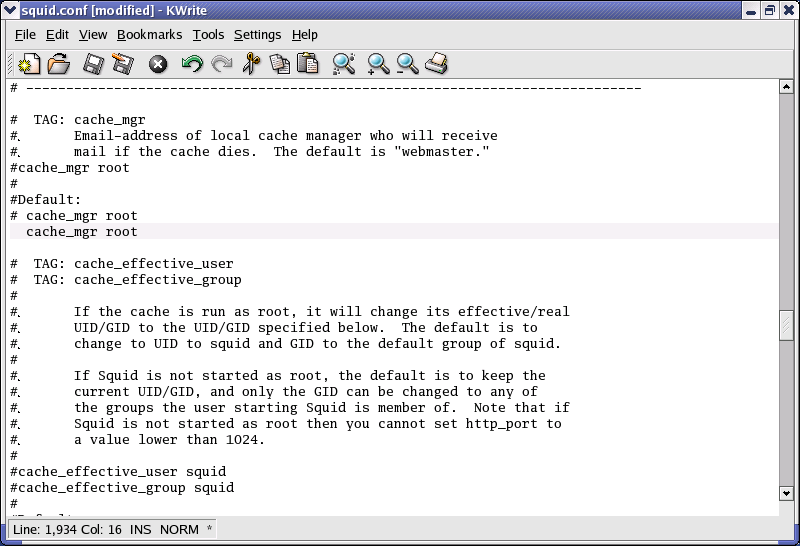 squid.conf [modified] - KWrite
File Edit View Bookmarks Tools Settings Help
# -----------------------------------------------------------------------------
#  TAG: cache_mgr
#.       Email-address of local cache manager who will receive
#.       mail if the cache dies.  The default is "webmaster."
#cache_mgr root
#
#Default:
# cache_mgr root
  cache_mgr root
#  TAG: cache_effective_user
#  TAG: cache_effective_group
#
#.       If the cache is run as root, it will change its effective/real
#.       UID/GID to the UID/GID specified below.  The default is to
#.       change to UID to squid and GID to the default group of squid.
#
#.       If Squid is not started as root, the default is to keep the
#.       current UID/GID, and only the GID can be changed to any of
#.       the groups the user starting Squid is member of.  Note that if
#.       Squid is not started as root then you cannot set http_port to
#.       a value lower than 1024.
#
#cache_effective_user squid
#cache_effective_group squid
#
Line: 1,934 Col: 16 INS NORM *